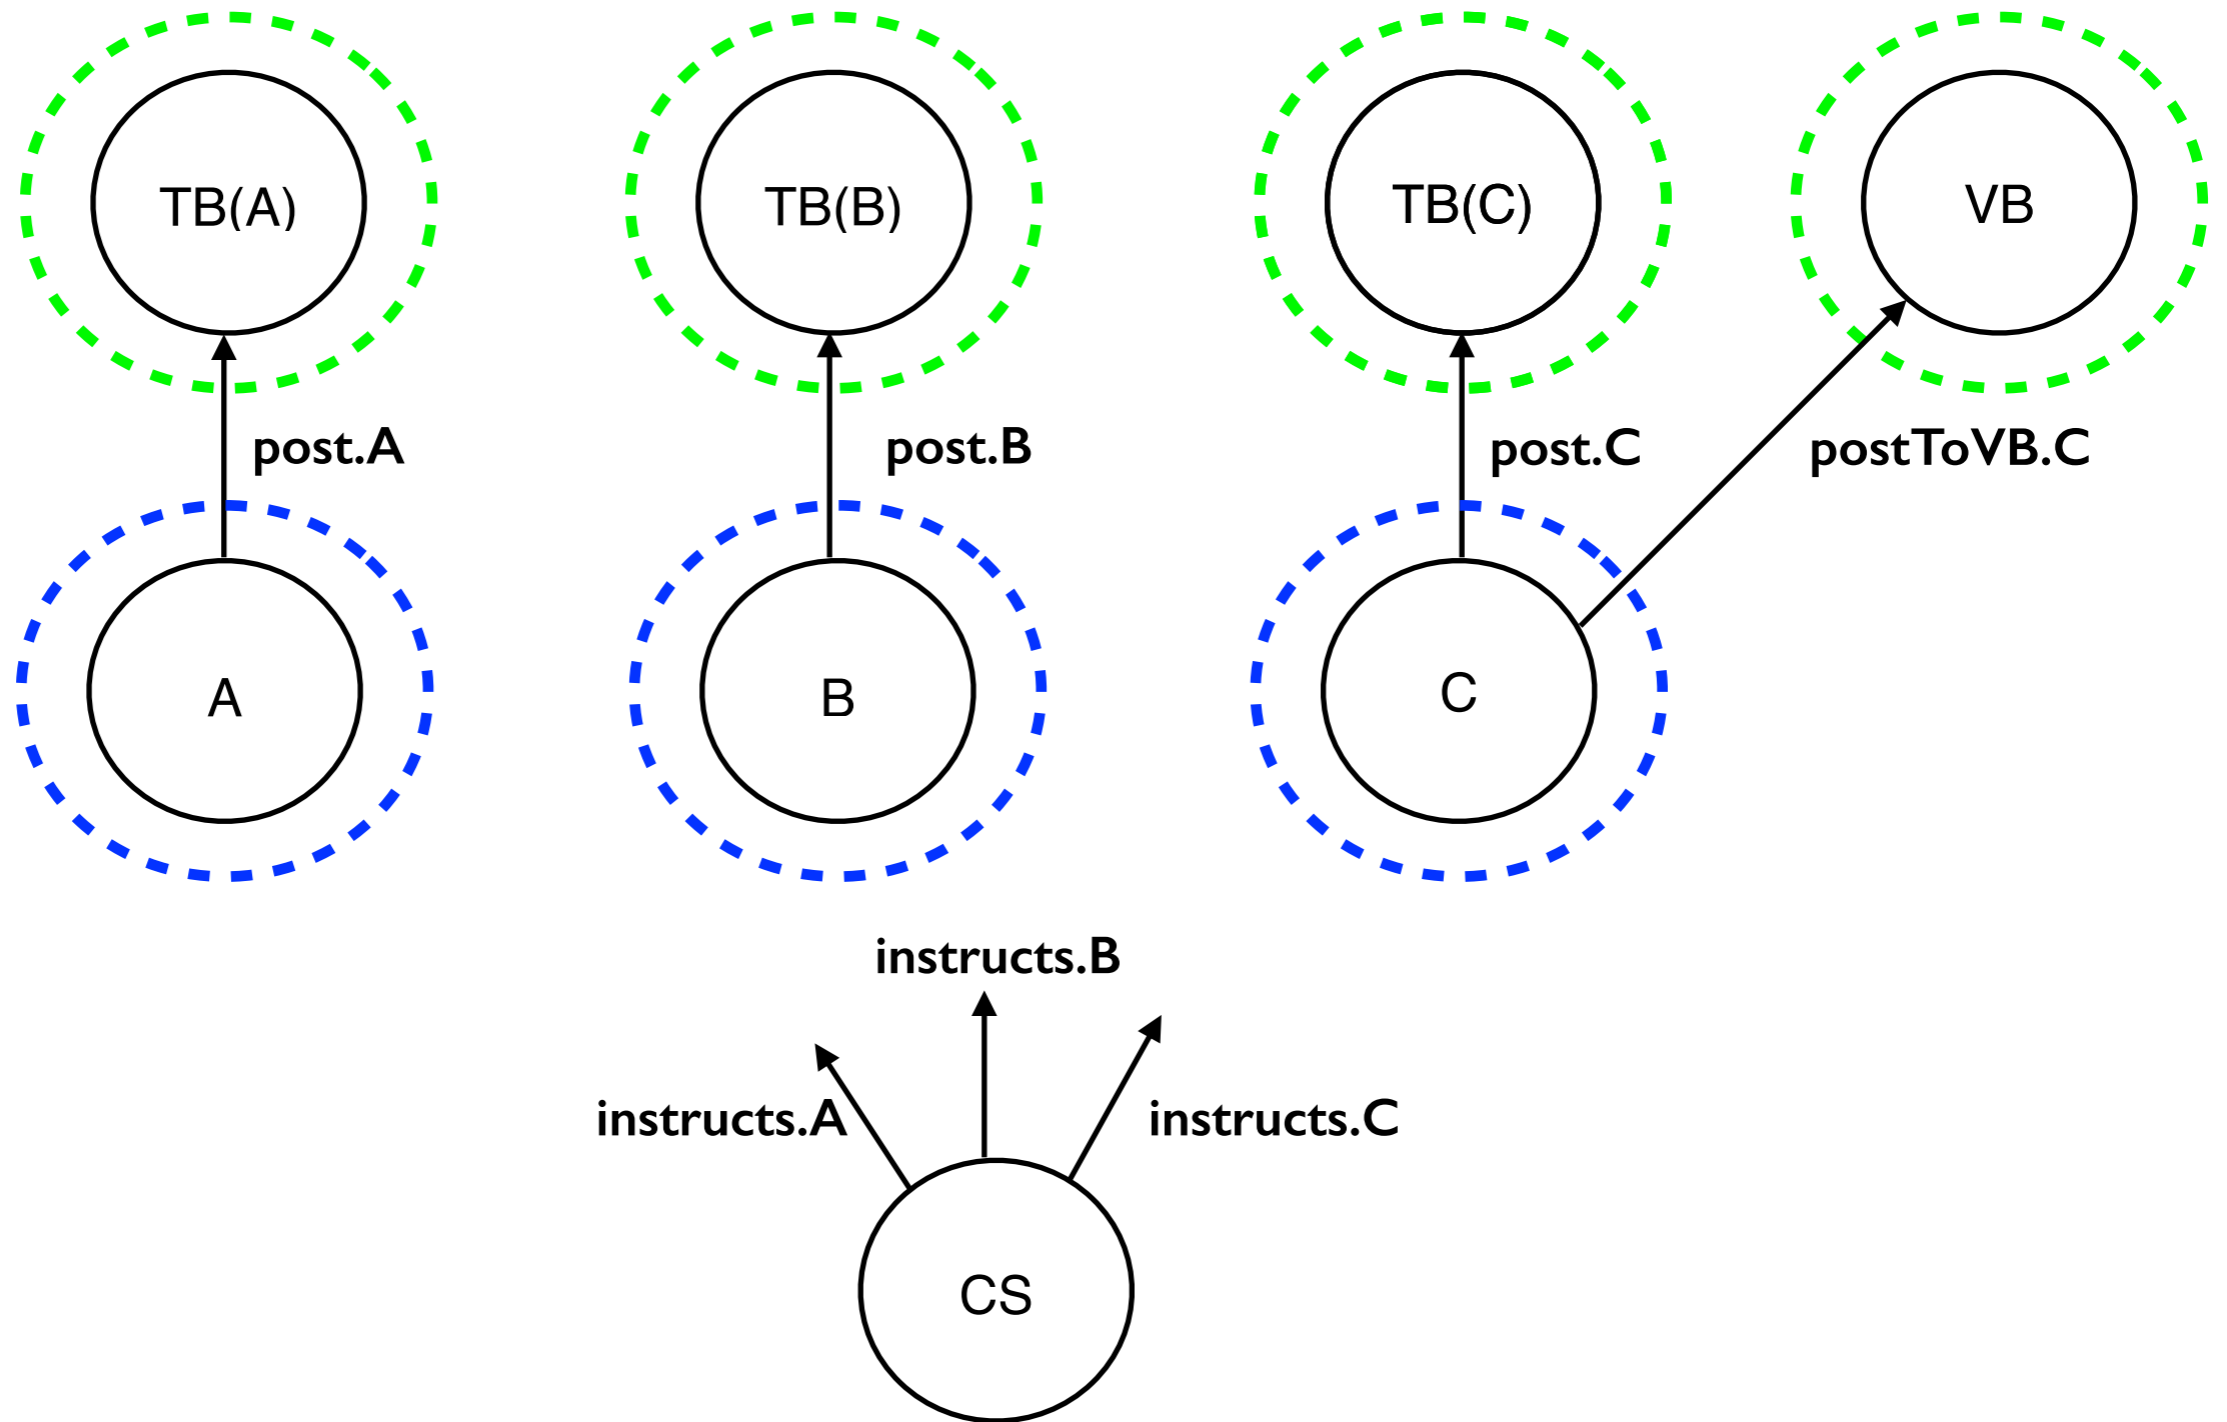 TB(A)
TB(B)
TB(C)
VB
post.A
post.B
post.C
postToVB.C
A
B
C
instructs.B
instructs.A
instructs.C
CS